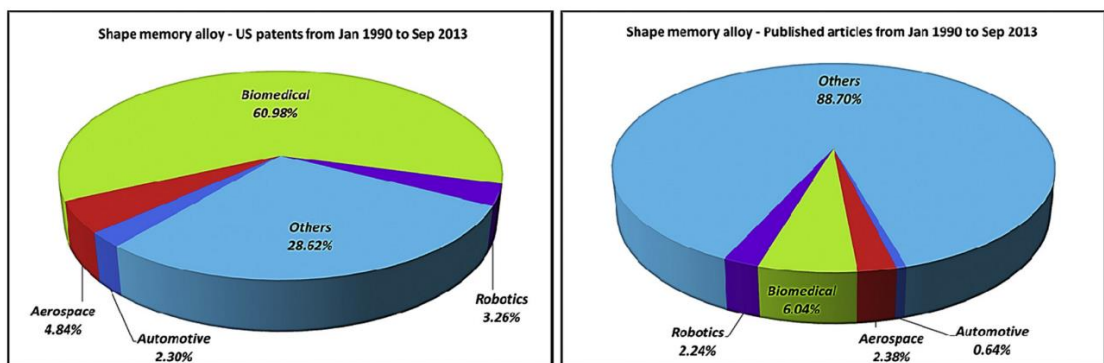 Shape memory alloy - US patents from Jan 1990 to Sep 2013
Biomedical
60.98%
Others
28.62%
Aerospace
4.84%
Automotive
2.30%
Robotics
3.26%
Shape memory alloy - Published articles from Jan 1990 to Sep 2013
Others
88.70%
Biomedical
6.04%
Robotics
2.24%
Aerospace
2.38%
Automotive
0.64%